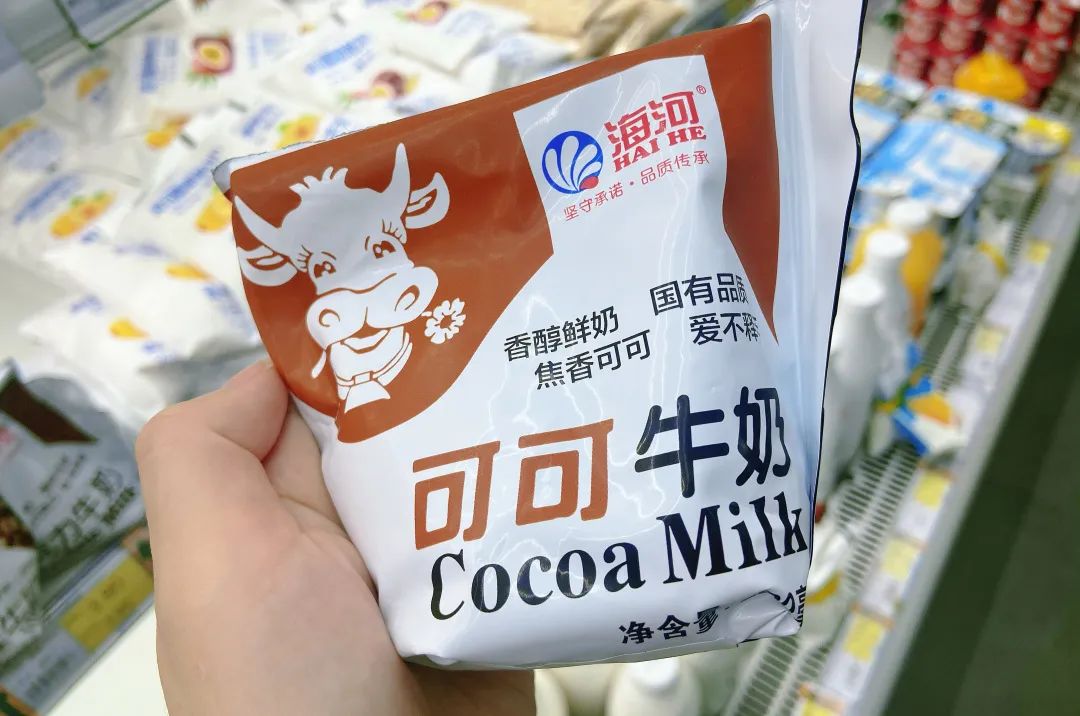 海河®
HAI HE
坚守承诺·品质传承
国有品质
爱不释
香醇鲜奶
焦香可可
可可牛奶
Cocoa Milk
净含量